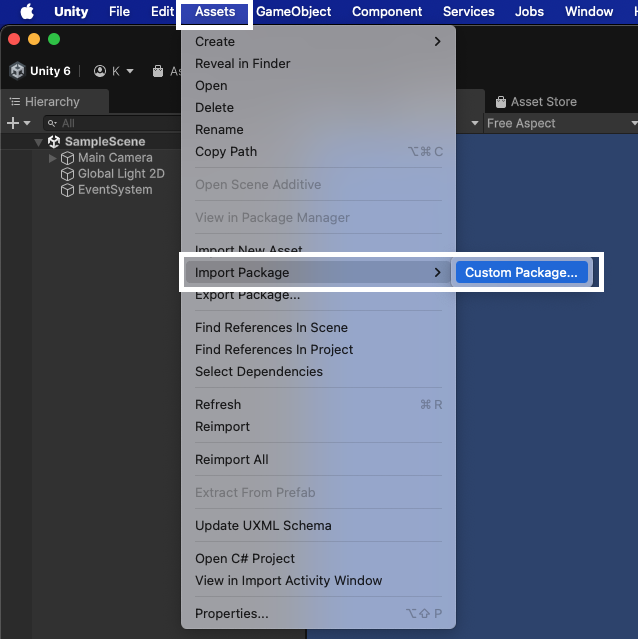 Unity File Edit Assets GameObject Component Services Jobs Window
Unity 6 K
Hierarchy
All
SampleScene
Main Camera
Global Light 2D
EventSystem
Create
Reveal in Finder
Open
Delete
Rename
Copy Path ⌥⌘C
Open Scene Additive
View in Package Manager
Import New Asset
Import Package
Custom Package...
Export Package...
Find References In Scene
Find References In Project
Select Dependencies
Refresh ⌘R
Reimport
Reimport All
Extract From Prefab
Update UXML Schema
Open C# Project
View in Import Activity Window
Properties... ⌥⇧P
Asset Store
Free Aspect